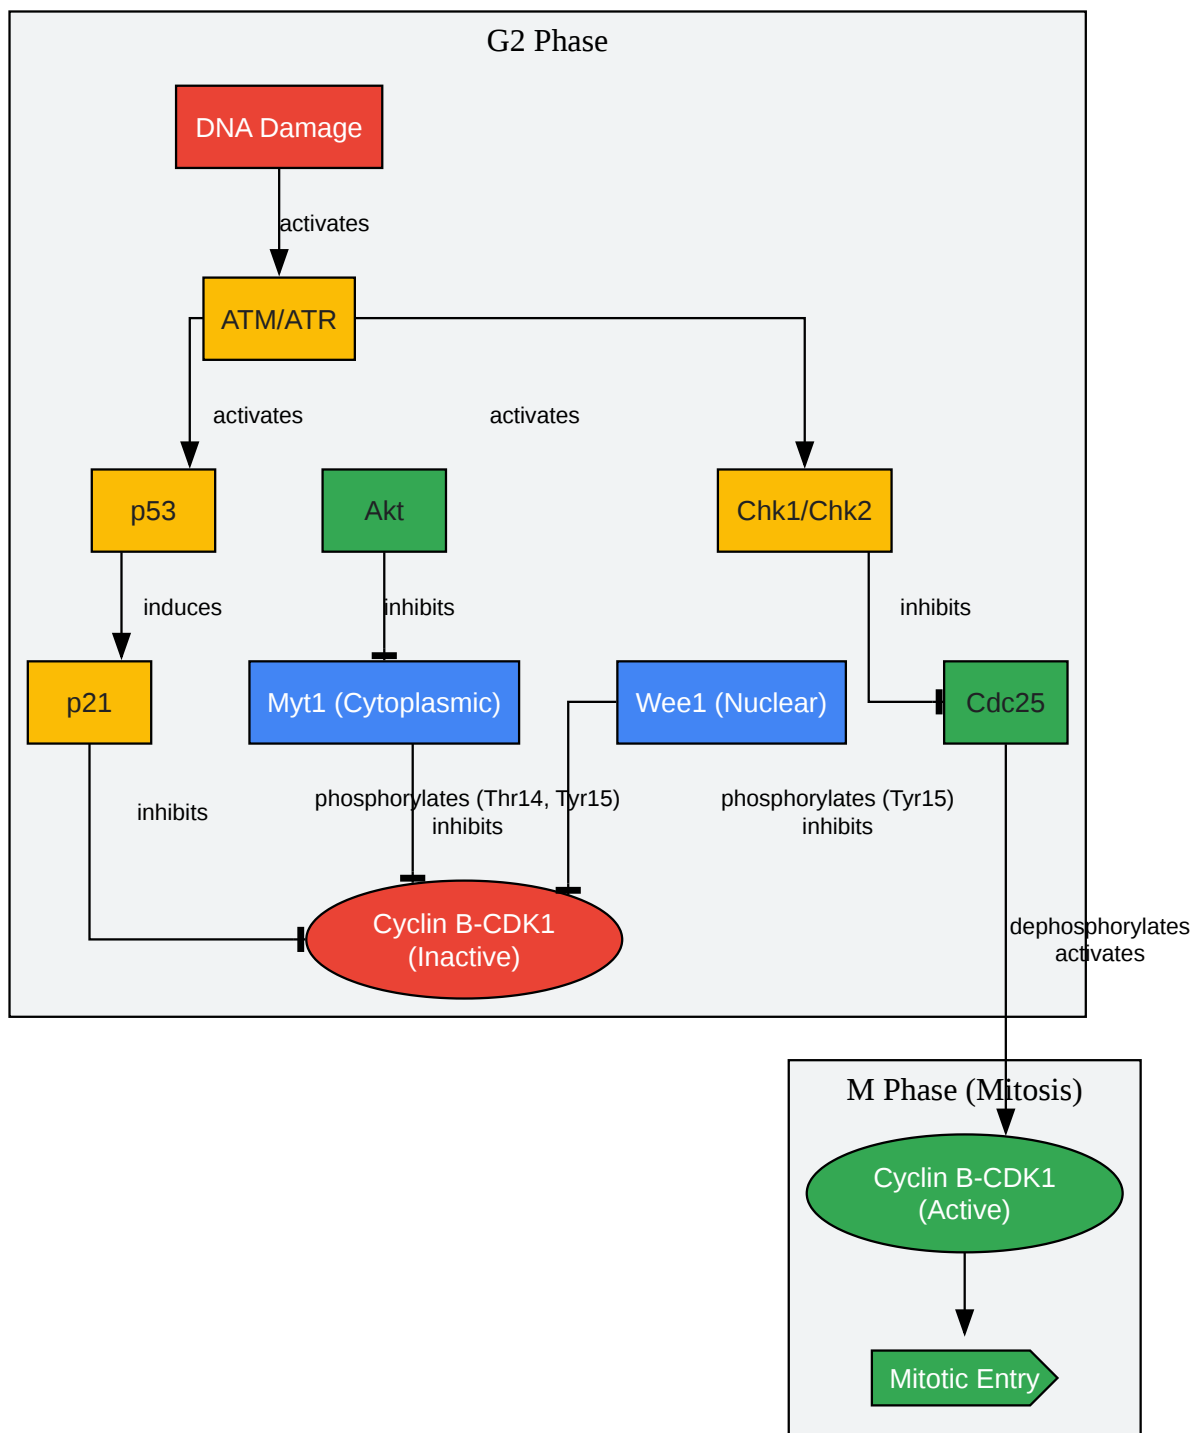 G2 Phase
DNA Damage
activates
ATM/ATR
activates
activates
p53
Akt
Chk1/Chk2
induces
inhibits
inhibits
p21
Myt1 (Cytoplasmic)
Wee1 (Nuclear)
Cdc25
inhibits
phosphorylates (Thr14, Tyr15)
inhibits
phosphorylates (Tyr15)
inhibits
Cyclin B-CDK1
(Inactive)
dephosphorylates
activates
M Phase (Mitosis)
Cyclin B-CDK1
(Active)
Mitotic Entry